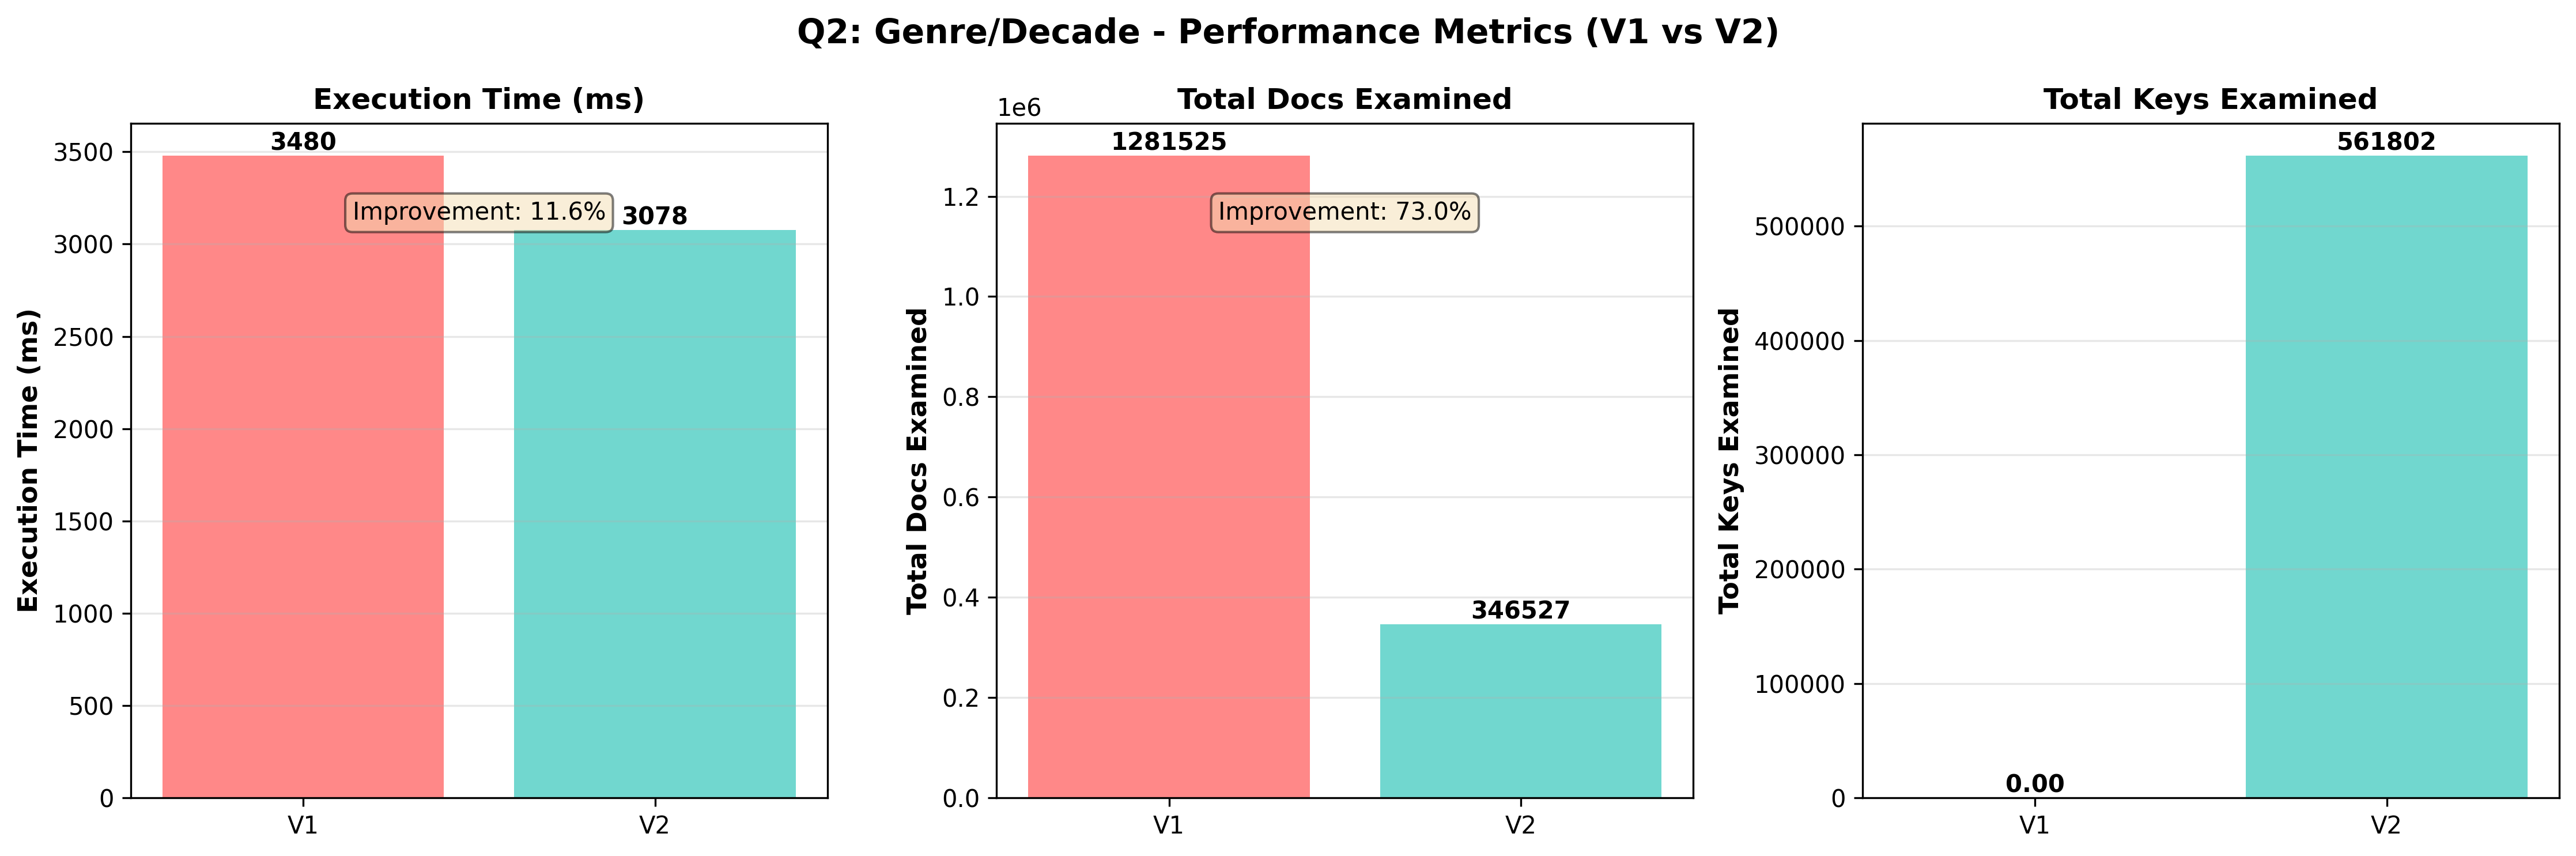 Q2: Genre/Decade - Performance Metrics (V1 vs V2)
Execution Time (ms)
Execution Time (ms)
3500
3000
2500
2000
1500
1000
500
0
3480
Improvement: 11.6%
3078
V1
V2
Total Docs Examined
1e6
Total Docs Examined
1.2
1.0
0.8
0.6
0.4
0.2
0.0
1281525
Improvement: 73.0%
346527
V1
V2
Total Keys Examined
Total Keys Examined
500000
400000
300000
200000
100000
0
561802
0.00
V1
V2